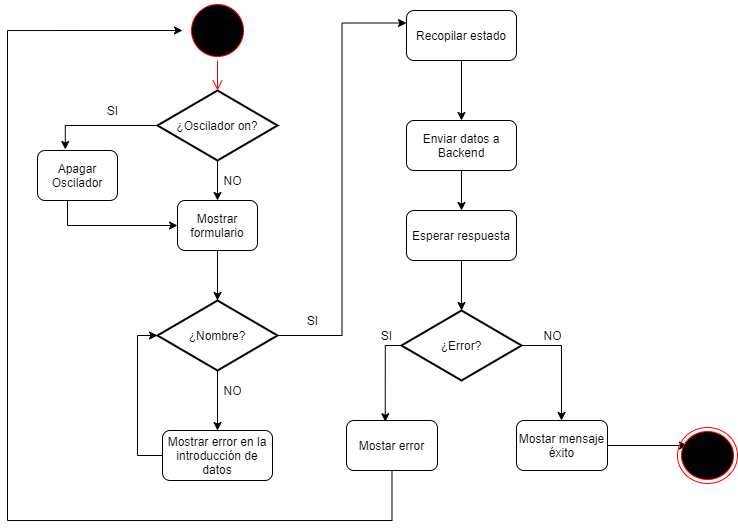 ¿Oscilador on?
SI
Apagar
Oscilador
NO
Mostrar
formulario
¿Nombre?
SI
NO
Mostrar error en la
introducción de
datos
Recopilar estado
Enviar datos a
Backend
Esperar respuesta
¿Error?
SI
NO
Mostar error
Mostar mensaje
éxito